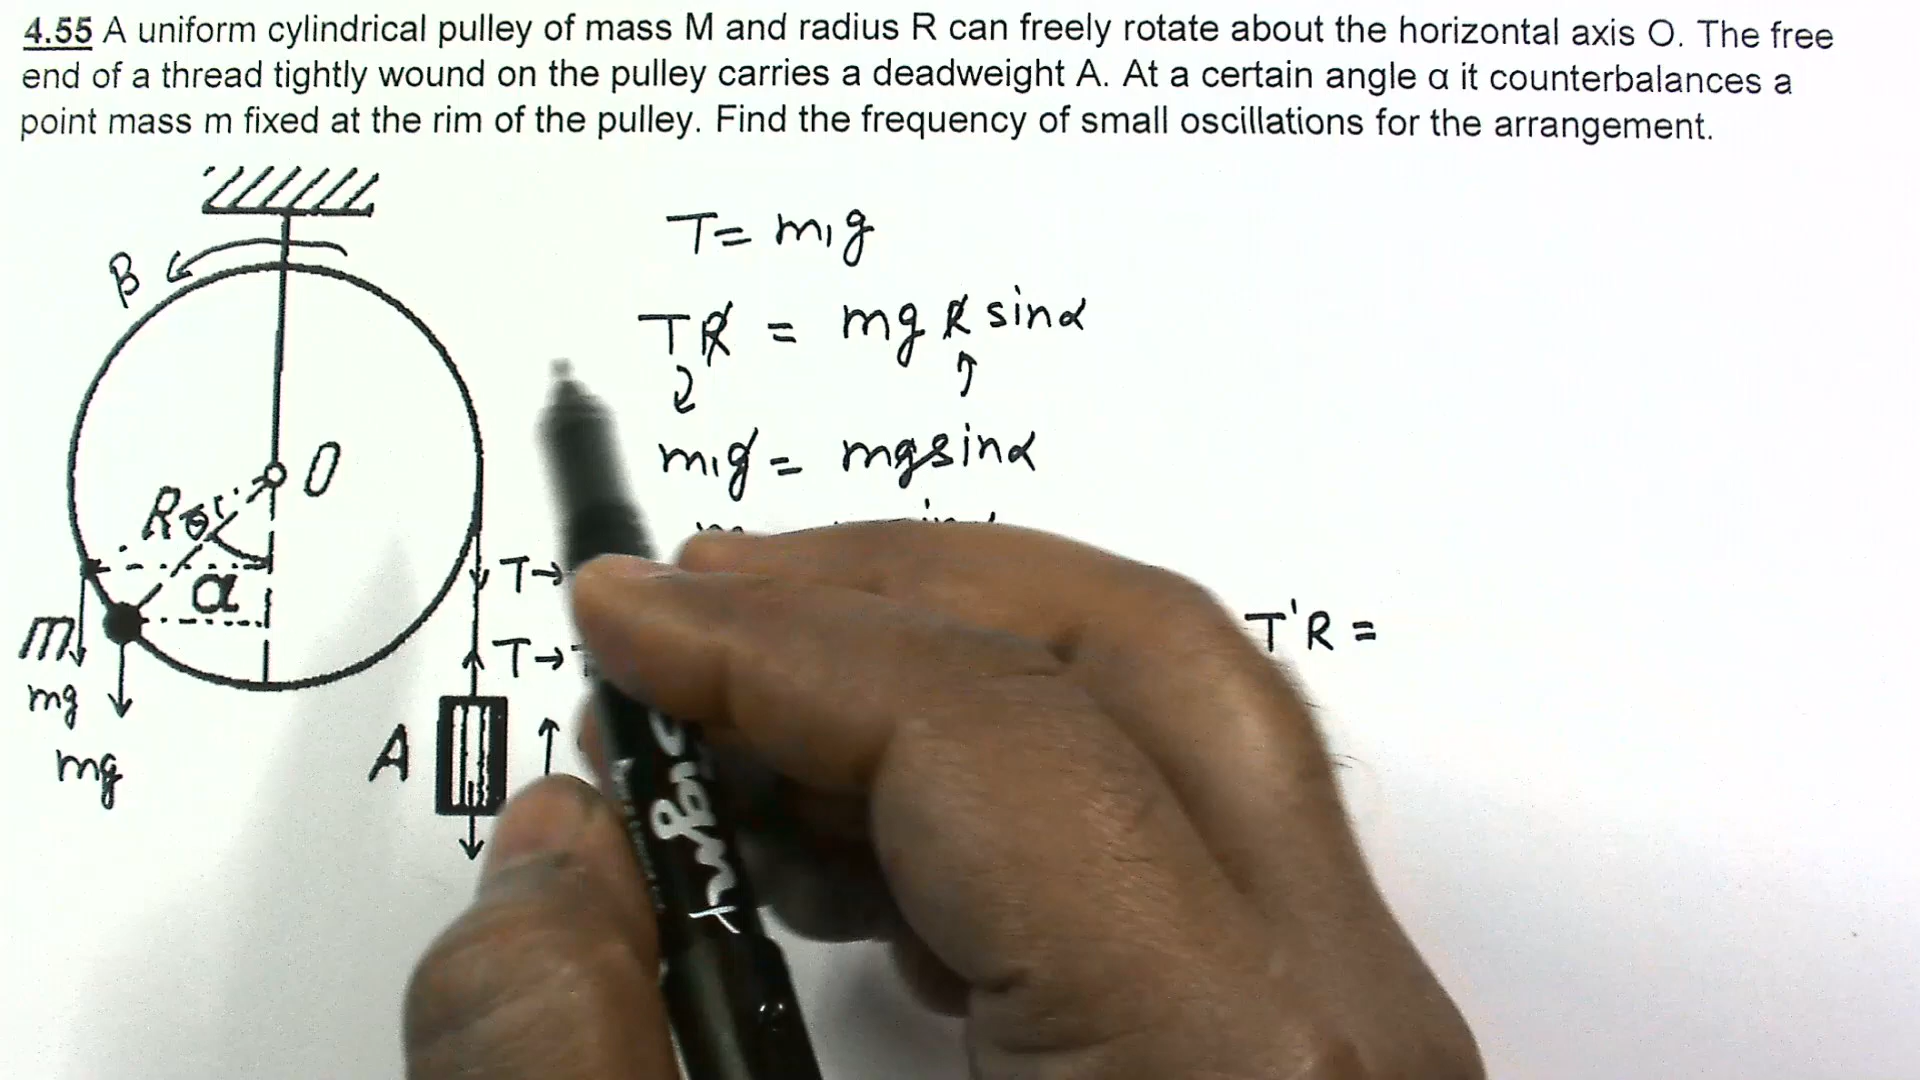 4.55 A uniform cylindrical pulley of mass M and radius R can freely rotate about the horizontal axis O. The free
end of a thread tightly wound on the pulley carries a deadweight A. At a certain angle α it counterbalances a
point mass m fixed at the rim of the pulley. Find the frequency of small oscillations for the arrangement.
T = m₁g
β
TR = mg R sinα
O
m₁g = mg sinα
R θ
T→
α
T'R =
m
T→
mg
A
mg